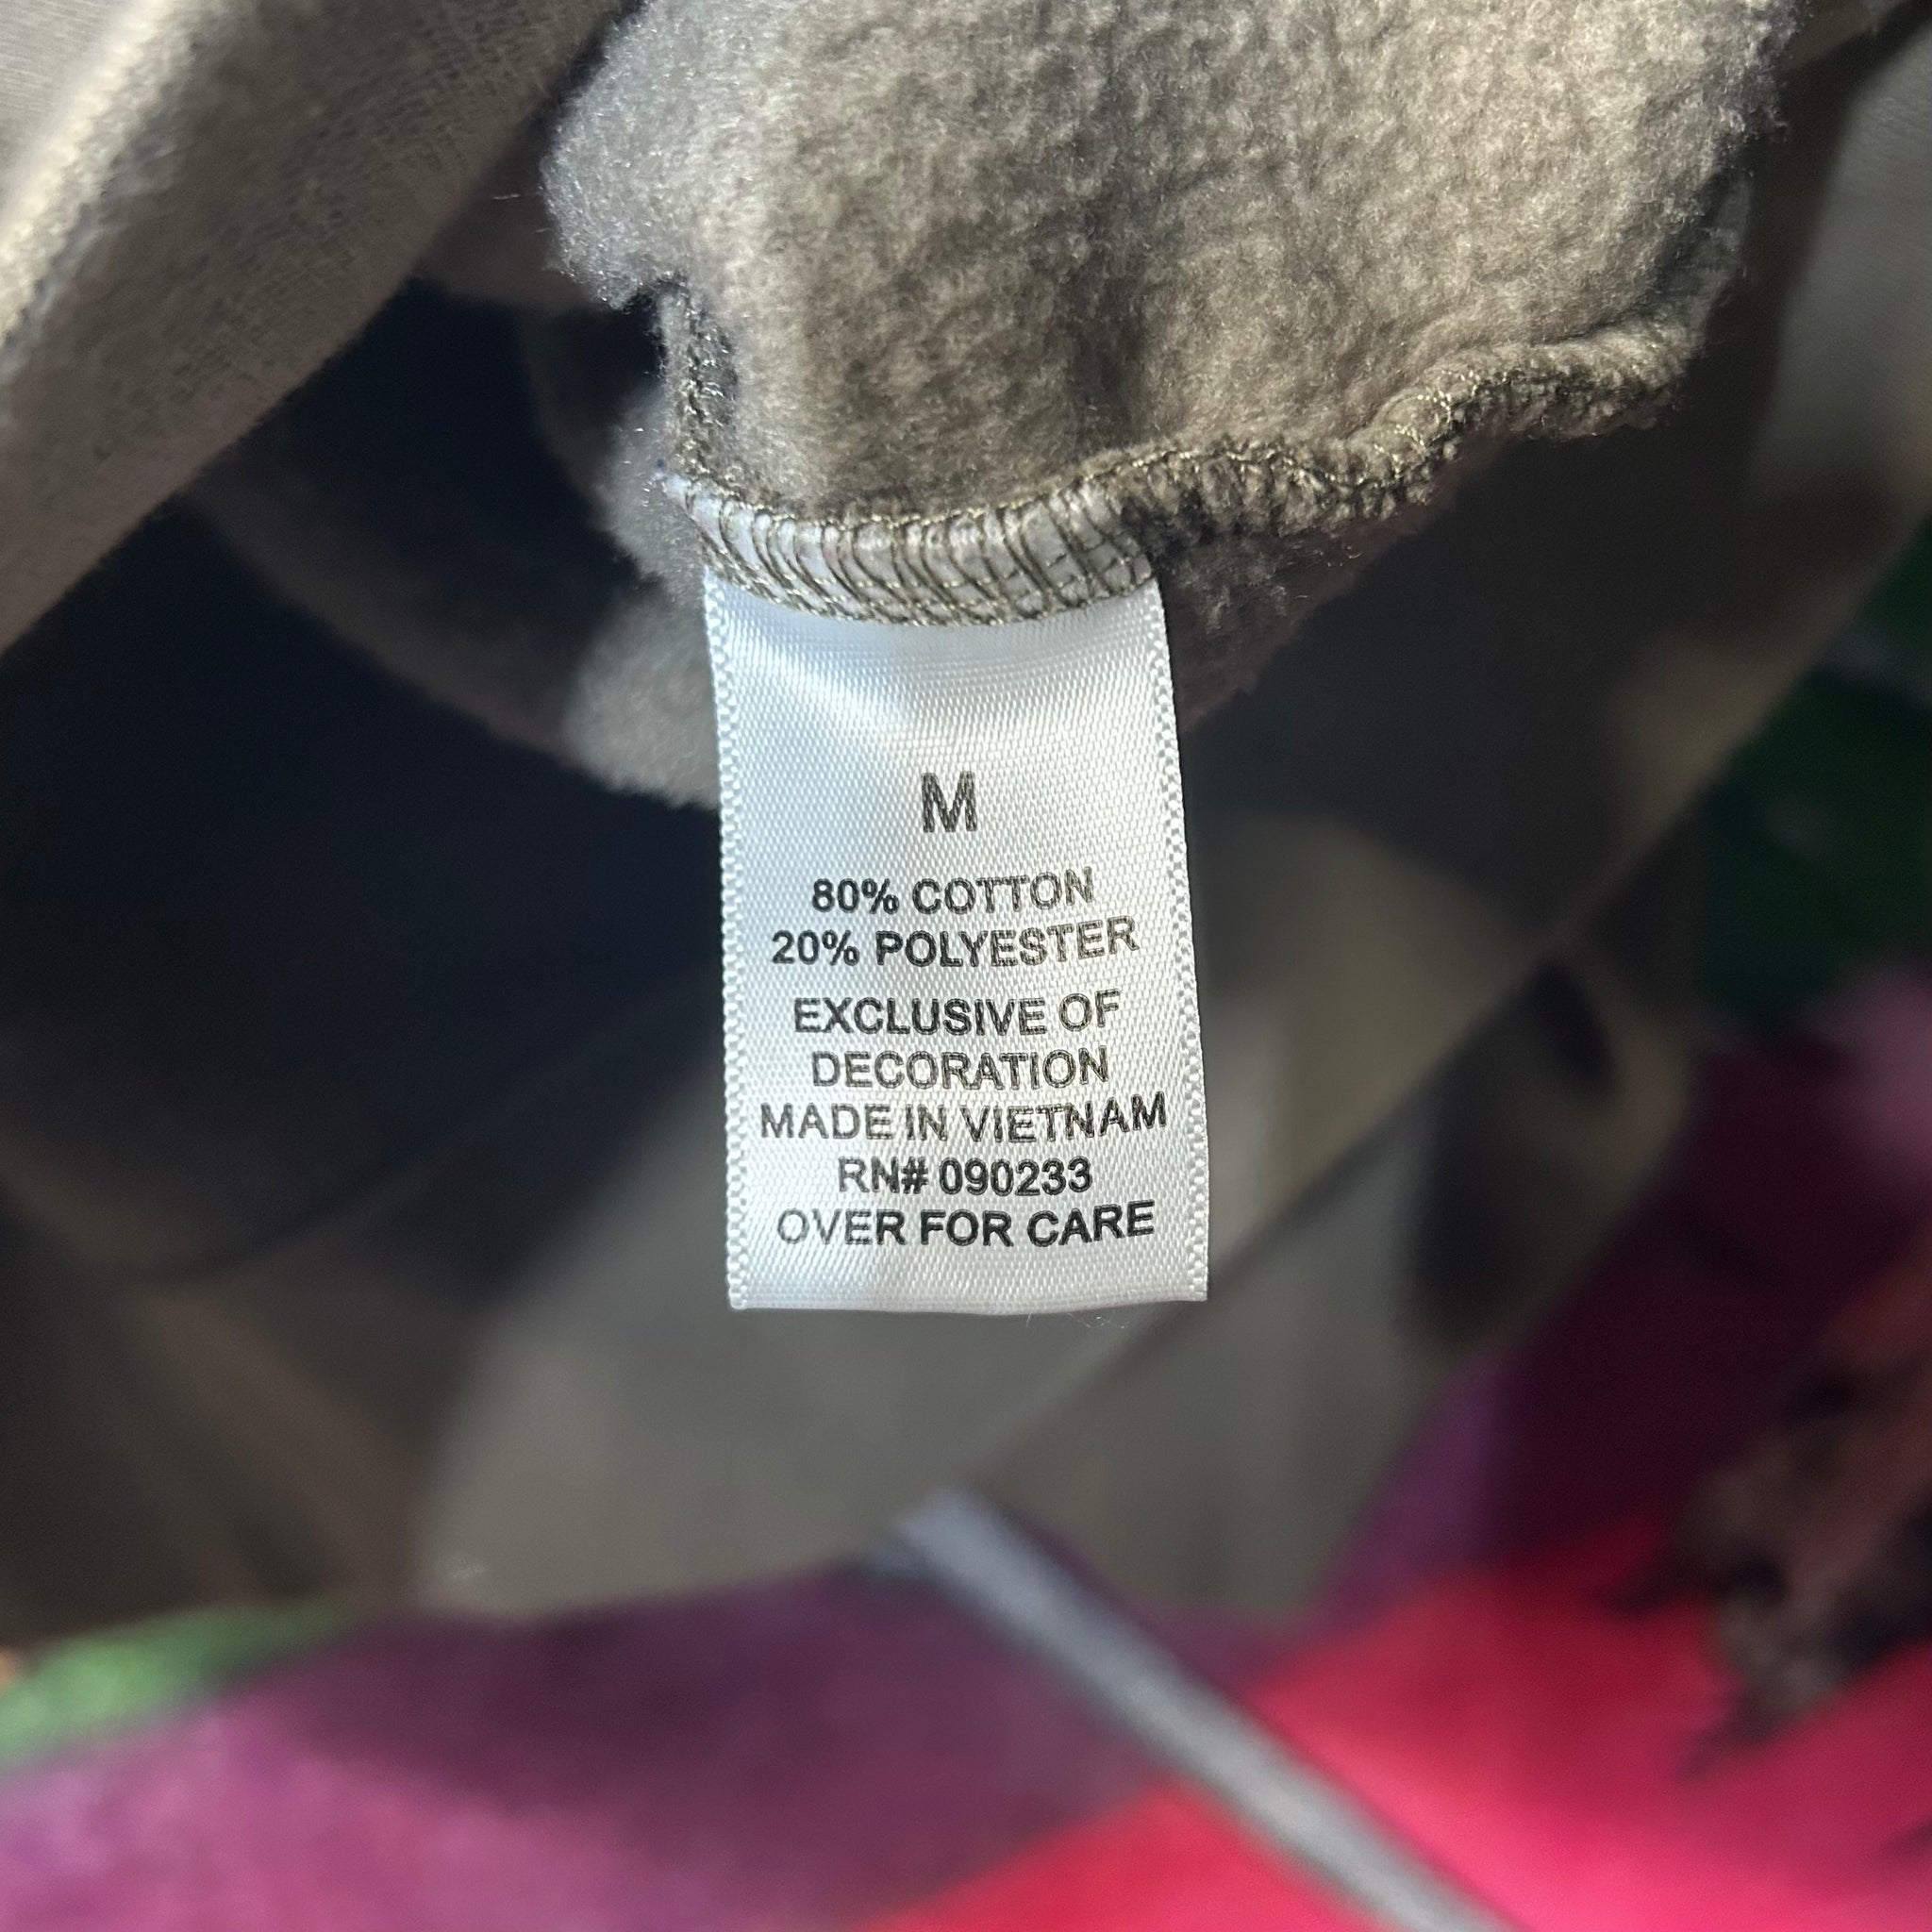 M
80% COTTON
20% POLYESTER
EXCLUSIVE OF
DECORATION
MADE IN VIETNAM
RN# 090233
OVER FOR CARE